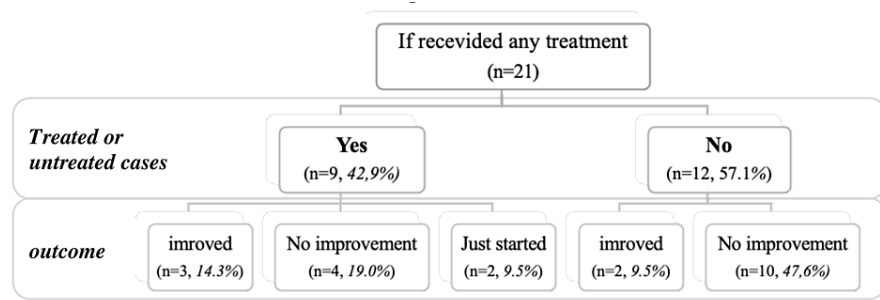 If recevided any treatment
(n=21)
Treated or
untreated cases
Yes
(n=9, 42,9%)
No
(n=12, 57.1%)
outcome
imroved
(n=3, 14.3%)
No improvement
(n=4, 19.0%)
Just started
(n=2, 9.5%)
imroved
(n=2, 9.5%)
No improvement
(n=10, 47,6%)